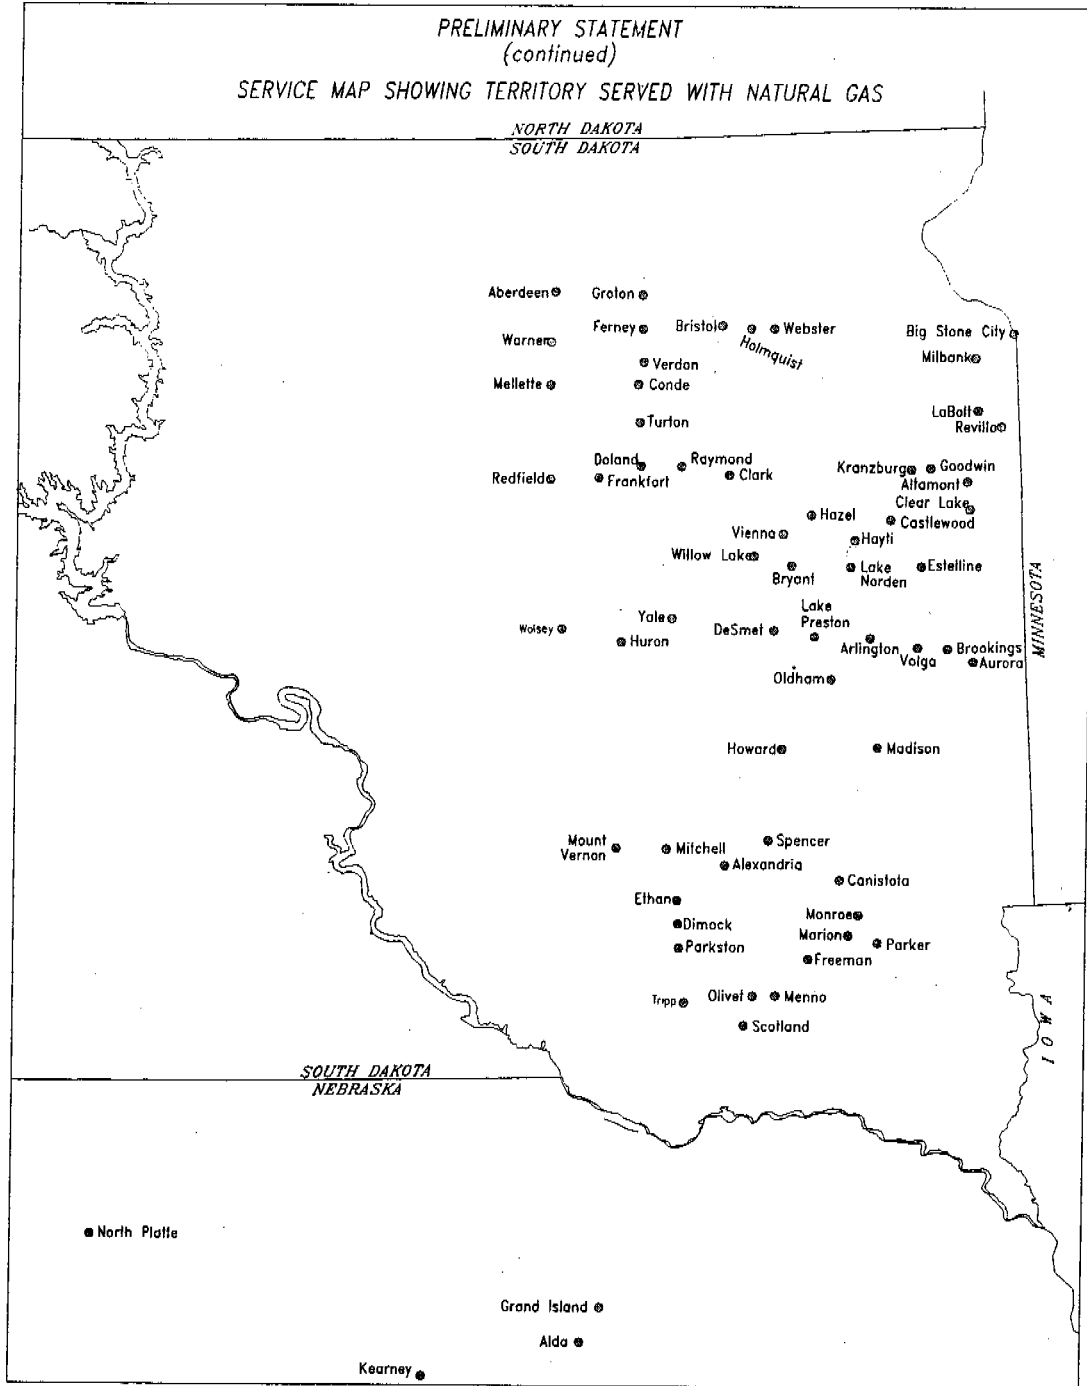 PRELIMINARY STATEMENT
(continued)
SERVICE MAP SHOWING TERRITORY SERVED WITH NATURAL GAS
NORTH DAKOTA
SOUTH DAKOTA
Aberdeen
Groton
Ferney
Bristol
Holmquist
Webster
Big Stone City
Warner
Milbank
Verdon
Mellette
Conde
LaBolt
Turton
Revillo
Doland
Raymond
Kranzburg
Goodwin
Redfield
Frankfort
Clark
Altamont
Clear Lake
Hazel
Castlewood
Vienna
Hayti
Willow Lake
Bryant
Lake
Norden
Estelline
MINNESOTA
Lake
Preston
Yale
Wolsey
DeSmet
Huron
Arlington
Volga
Brookings
Aurora
Oldham
Howard
Madison
Mount
Vernon
Mitchell
Spencer
Alexandria
Canistota
Ethan
Monroe
Dimock
Marion
Parker
Parkston
Freeman
Tripp
Olivet
Menno
Scotland
IOWA
SOUTH DAKOTA
NEBRASKA
North Platte
Grand Island
Alda
Kearney